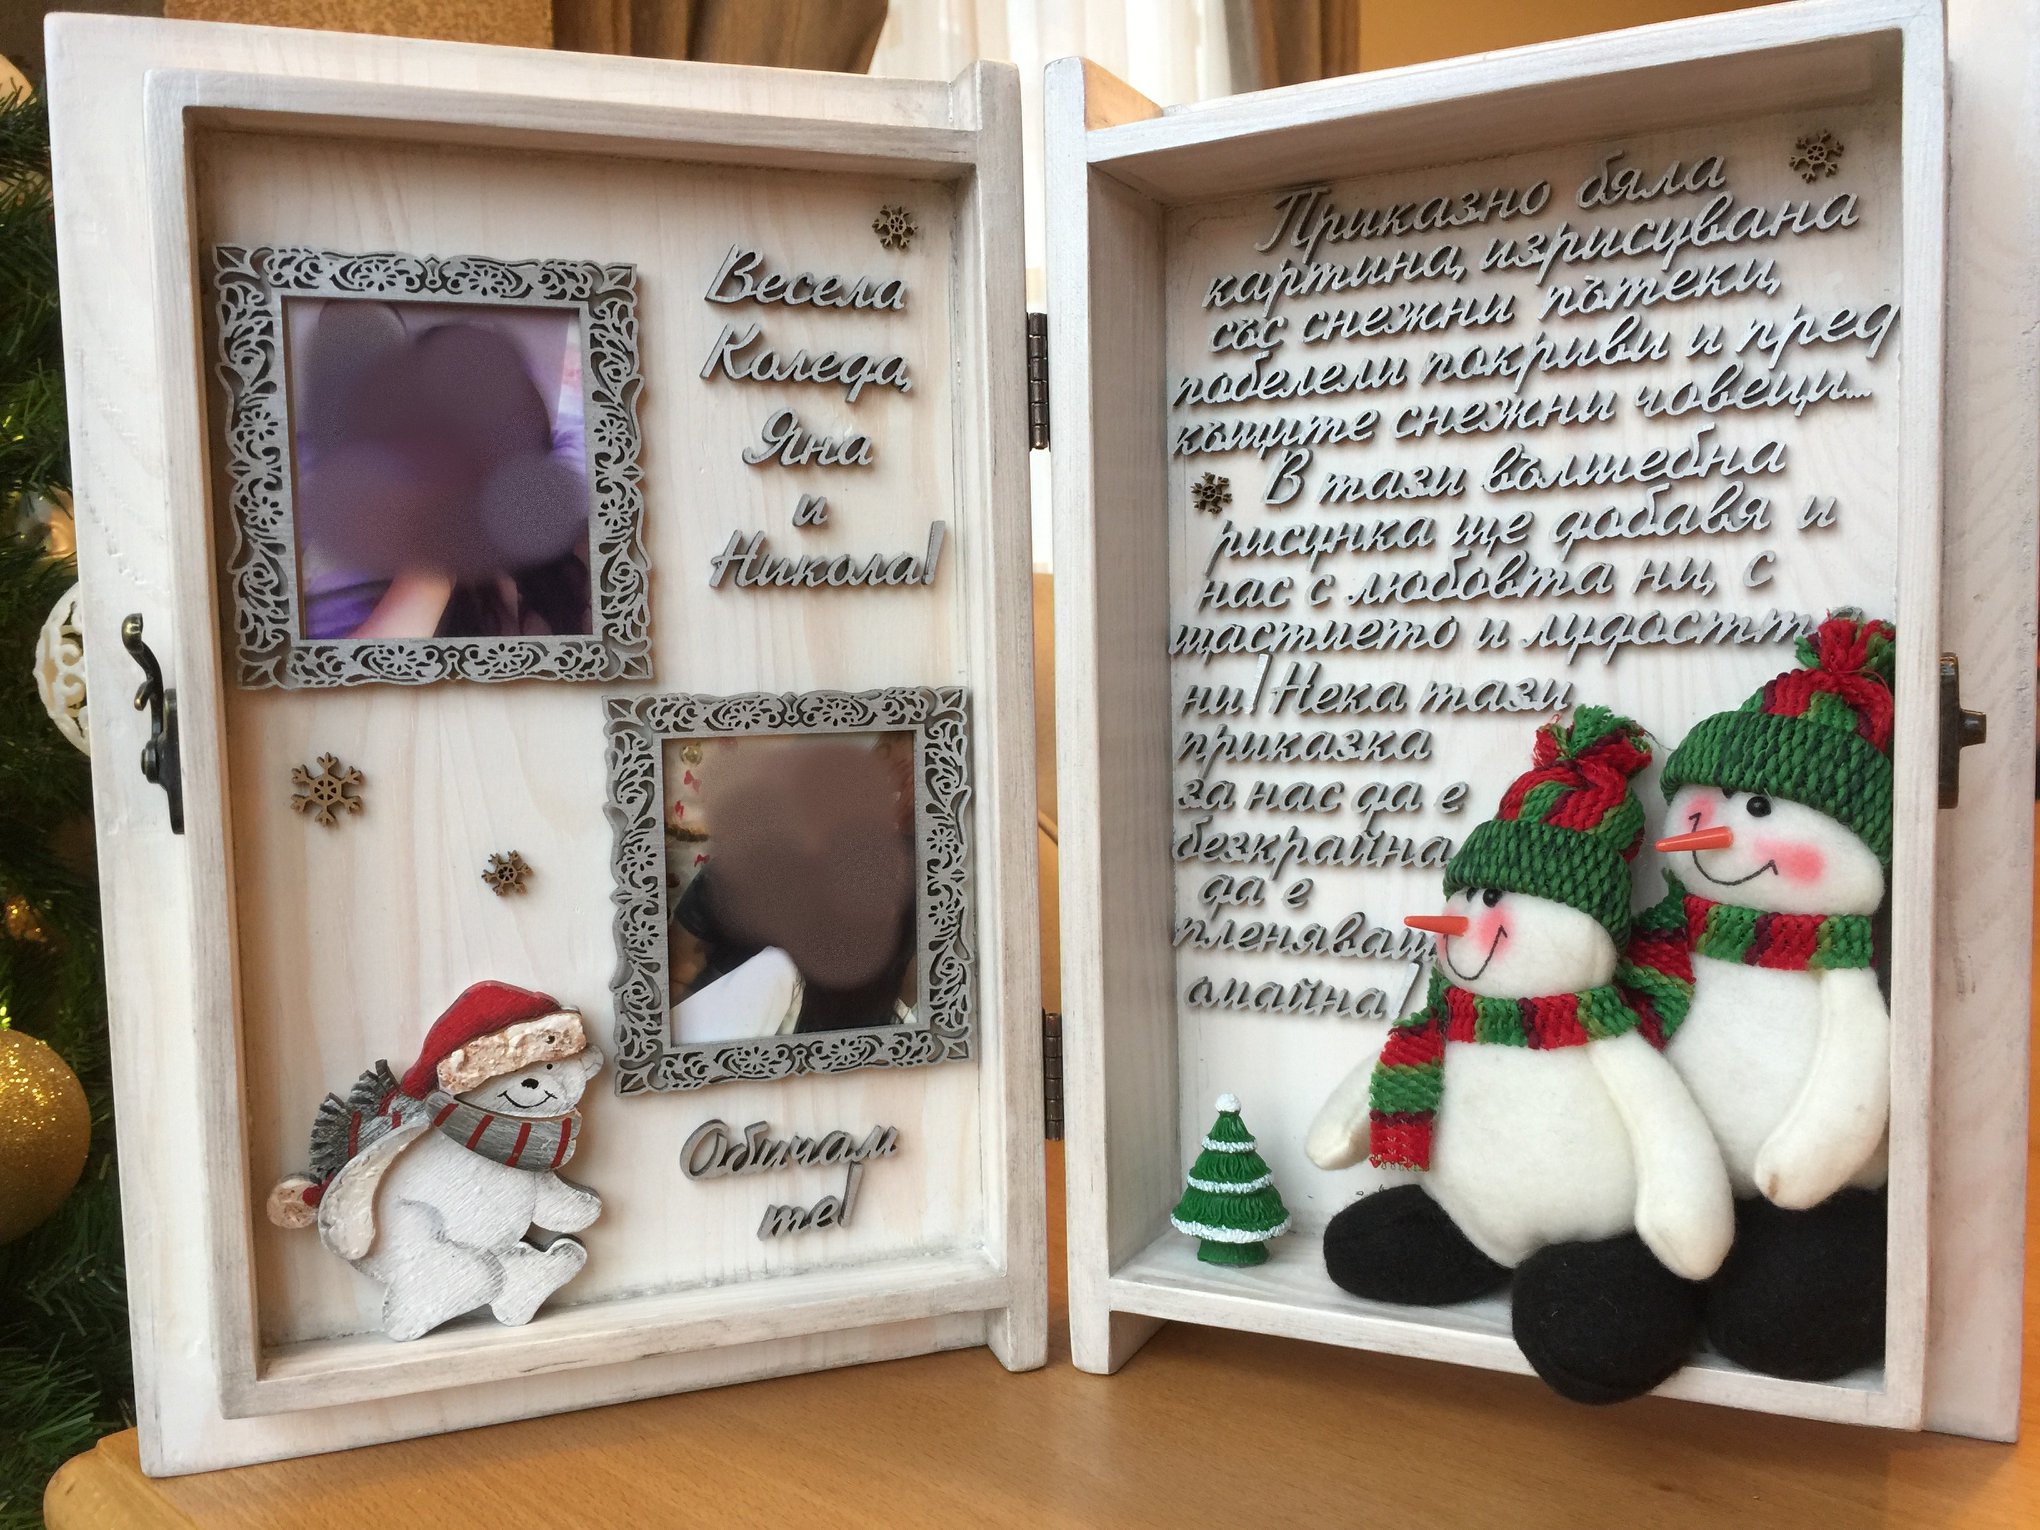 Весела
Коледа,
Яна
и
Никола!
Обичам
те!
Приказно бяла
картина, изрисувана
със снежни пътеки,
побелели покриви и пред
къщите снежни човеци...
В тази вълшебна
рисунка ще добавя и
нас с любовта ни, с
щастието и лудостт
ни! Нека тази
приказка
за нас да е
безкрайна
да е
пленяващ
омайна!